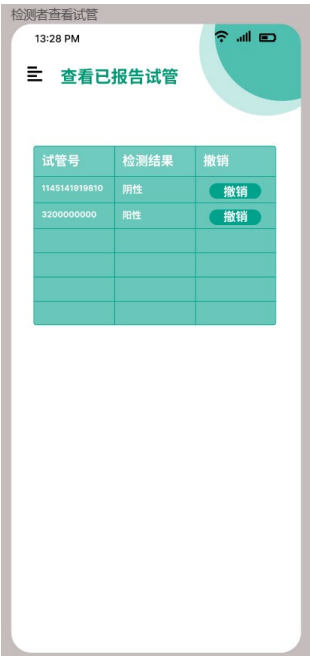 检测者查看试管
13:28 PM
查看已报告试管
试管号 检测结果 撤销
1145141919810 阴性 撤销
3200000000 阳性 撤销